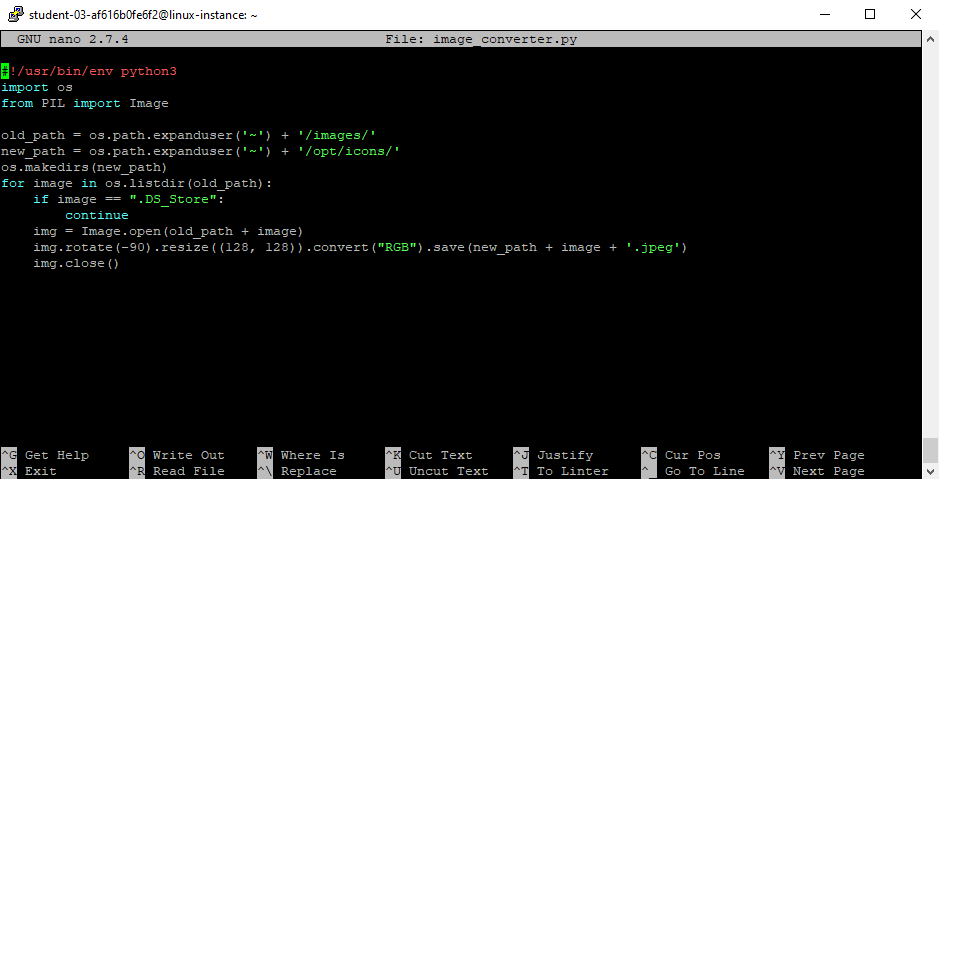 student-03-af616b0fe6f2@linux-instance: ~
GNU nano 2.7.4 File: image_converter.py
#!/usr/bin/env python3
import os
from PIL import Image
old_path = os.path.expanduser('~') + '/images/'
new_path = os.path.expanduser('~') + '/opt/icons/'
os.makedirs(new_path)
for image in os.listdir(old_path):
    if image == ".DS_Store":
        continue
    img = Image.open(old_path + image)
    img.rotate(-90).resize((128, 128)).convert("RGB").save(new_path + image + '.jpeg')
    img.close()
^G Get Help ^O Write Out ^W Where Is ^K Cut Text ^J Justify ^C Cur Pos ^Y Prev Page
^X Exit ^R Read File ^\ Replace ^U Uncut Text ^T To Linter ^_ Go To Line ^V Next Page